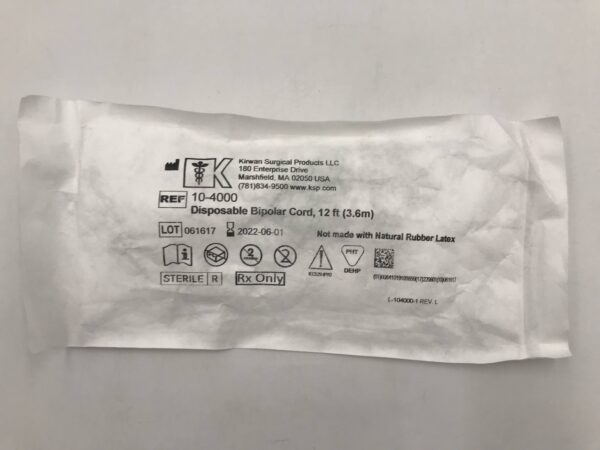 K
Kirwan Surgical Products LLC
180 Enterprise Drive
Marshfield, MA 02050 USA
(781)834-9500 www.ksp.com
REF 10-4000
Disposable Bipolar Cord, 12 ft (3.6m)
LOT 061617 2022-06-01
Not made with Natural Rubber Latex
i 2 2 ! PHT
DEHP
STERILE R Rx Only
L-104000-1 REV. L